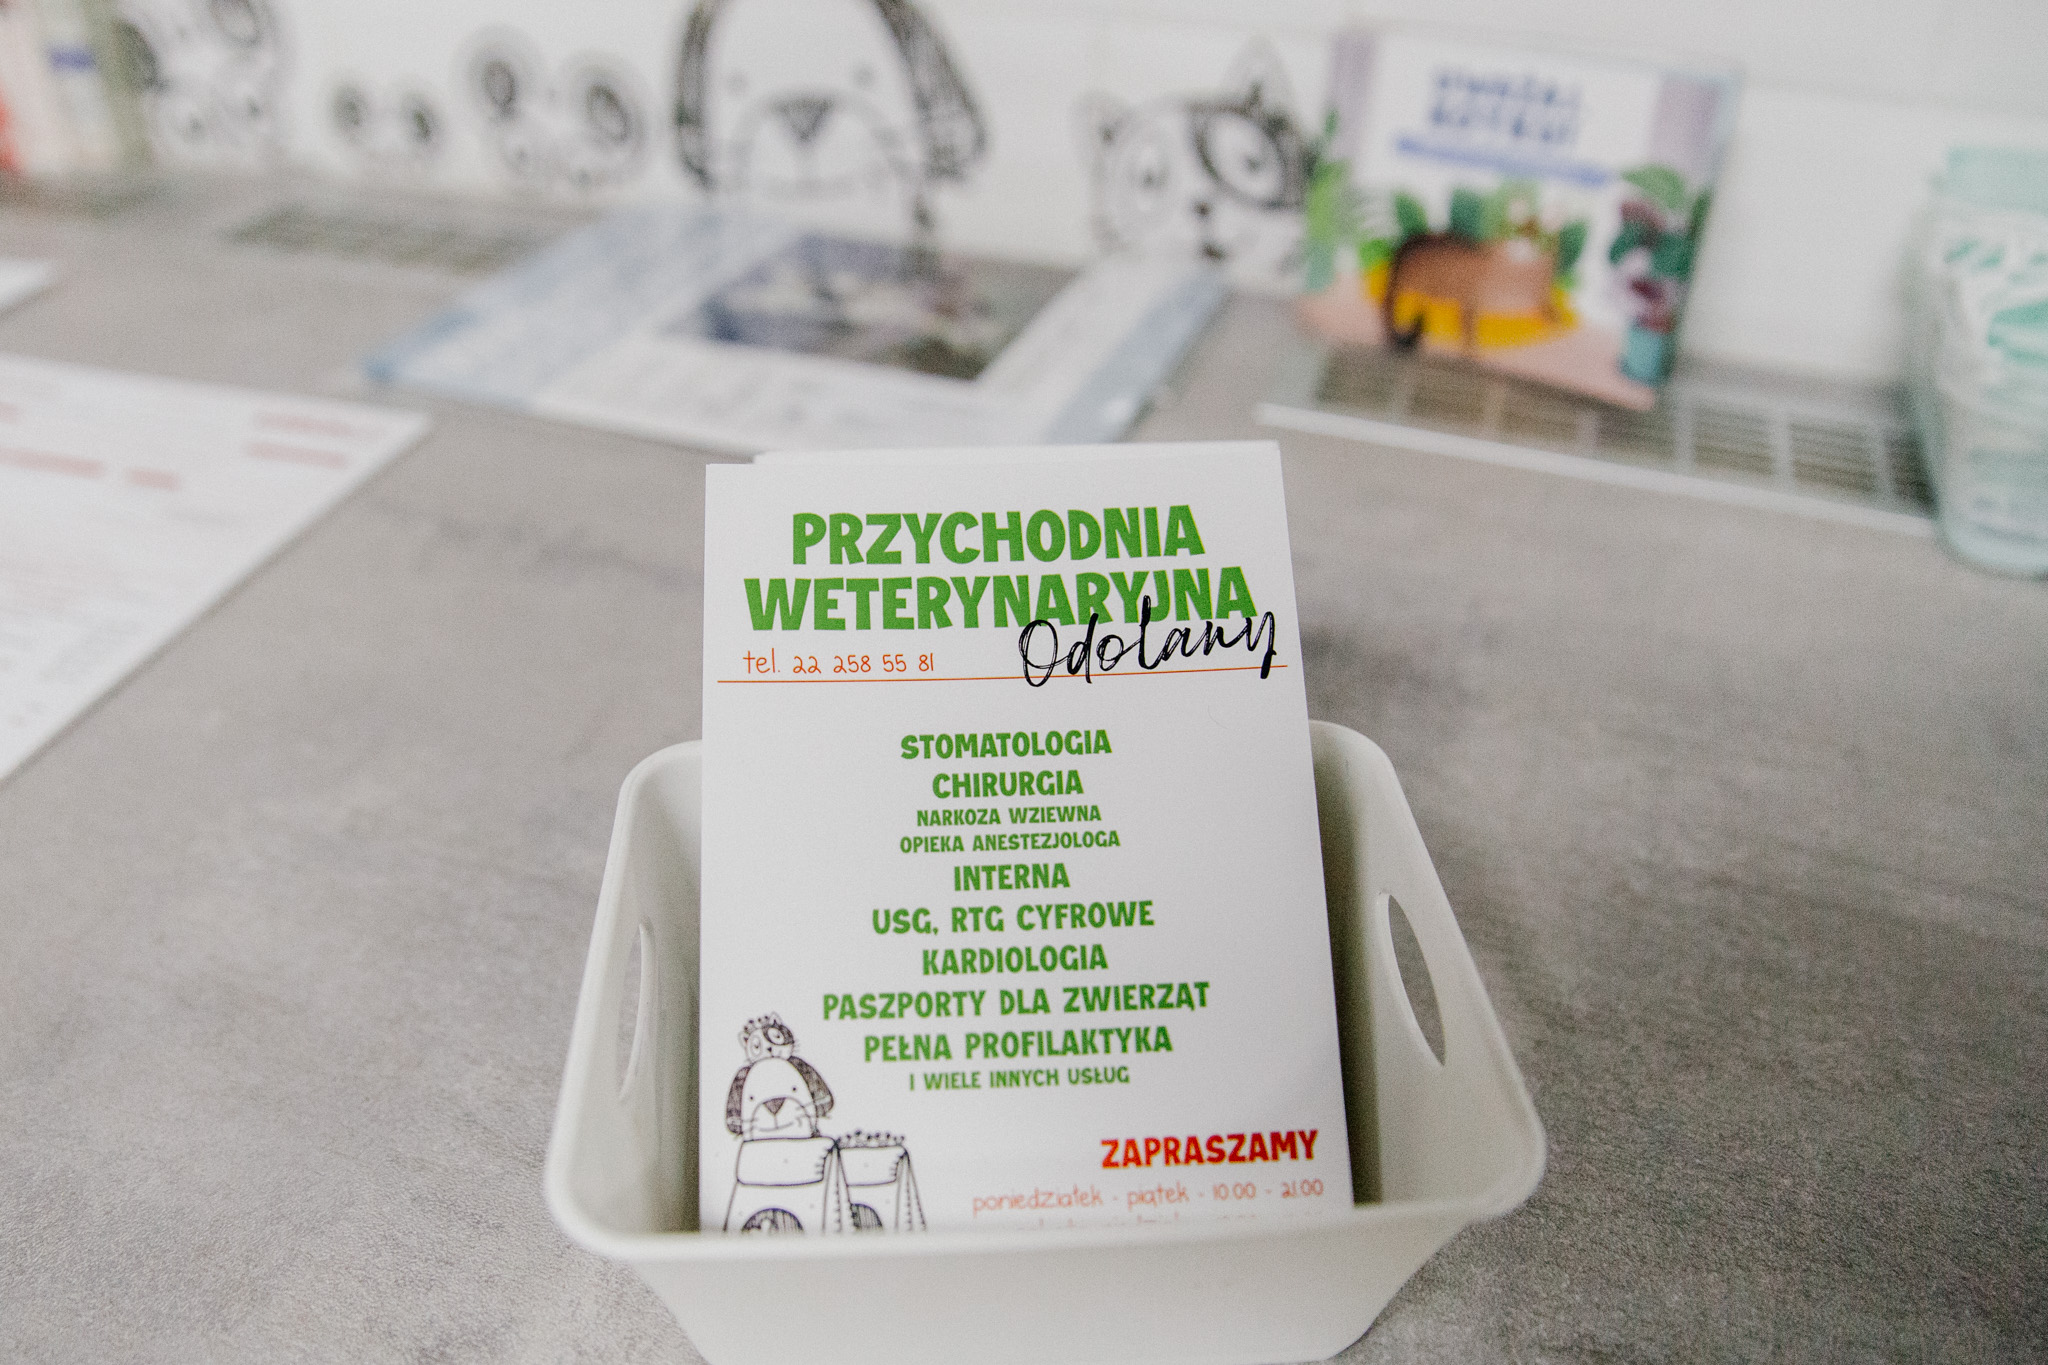 PRZYCHODNIA
WETERYNARYJNA
Odolany
tel. 22 258 55 81
STOMATOLOGIA
CHIRURGIA
NARKOZA WZIEWNA
OPIEKA ANESTEZJOLOGA
INTERNA
USG, RTG CYFROWE
KARDIOLOGIA
PASZPORTY DLA ZWIERZĄT
PEŁNA PROFILAKTYKA
I WIELE INNYCH USŁUG
ZAPRASZAMY
poniedziałek - piątek - 10.00 - 21.00